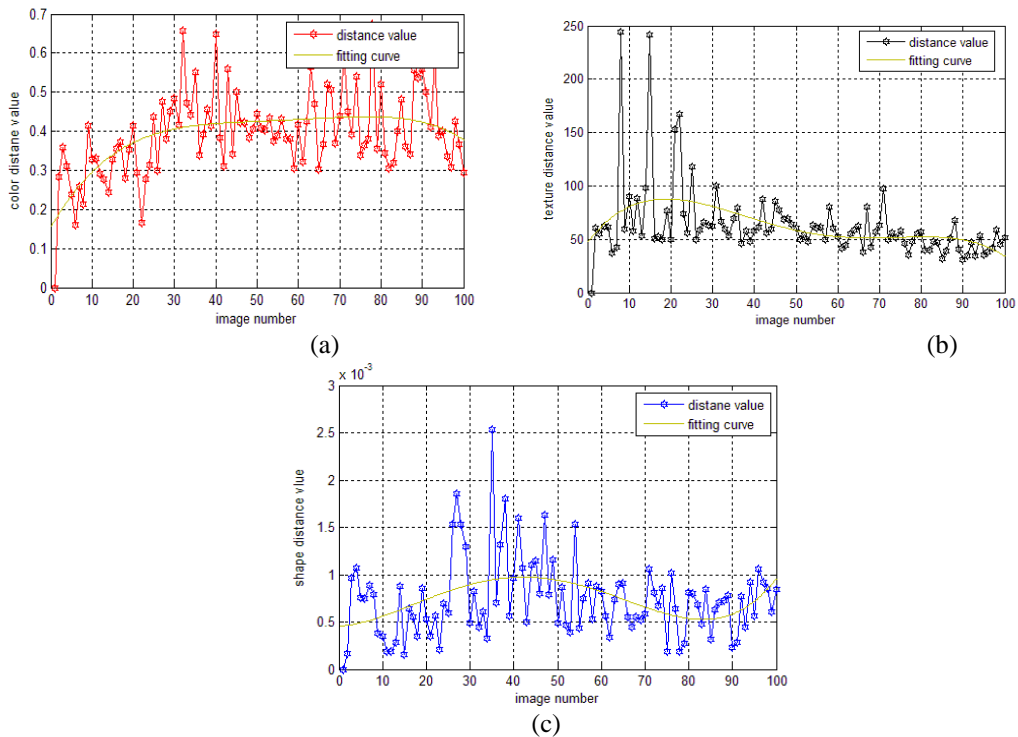 0.7
0.6
0.5
0.4
0.3
0.2
0.1
0
0 10 20 30 40 50 60 70 80 90 100
color distane value
image number
distance value
fitting curve
(a)
250
200
150
100
50
0
0 10 20 30 40 50 60 70 80 90 100
texture distance value
image number
distance value
fitting curve
(b)
x 10⁻³
3
2.5
2
1.5
1
0.5
0
0 10 20 30 40 50 60 70 80 90 100
shape distance vlue
image number
distane value
fitting curve
(c)